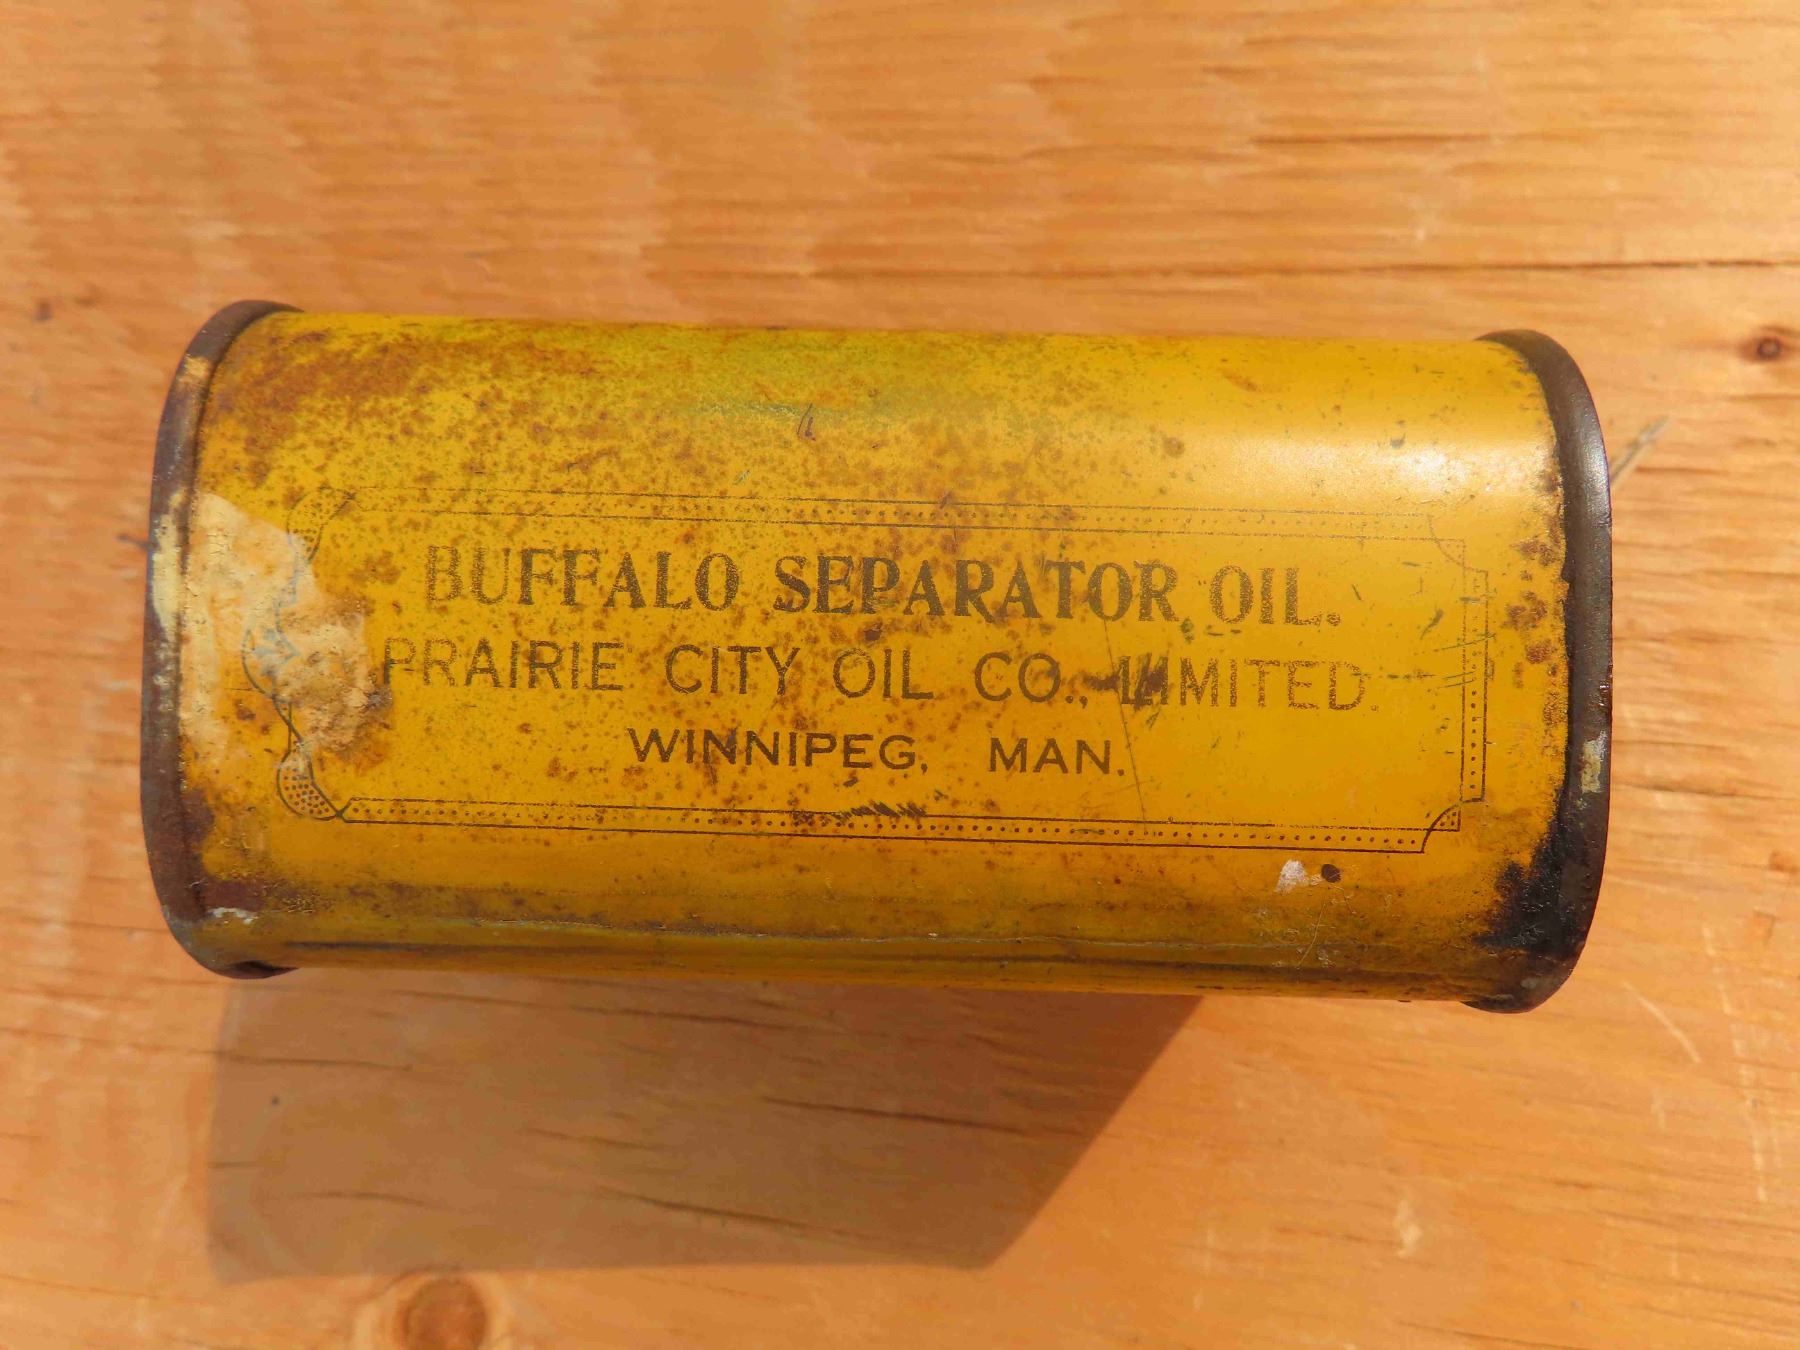 BUFFALO SEPARATOR OIL.
PRAIRIE CITY OIL CO., LIMITED.
WINNIPEG, MAN.